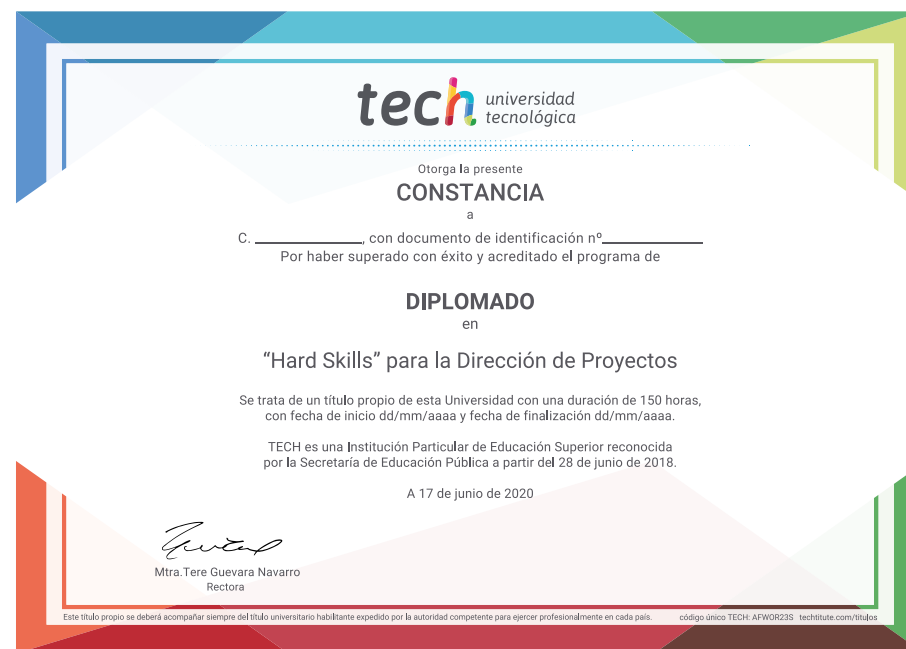 tech universidad
tecnológica
Otorga la presente
CONSTANCIA
a
C. ____________, con documento de identificación nº____________
Por haber superado con éxito y acreditado el programa de
DIPLOMADO
en
“Hard Skills” para la Dirección de Proyectos
Se trata de un título propio de esta Universidad con una duración de 150 horas,
con fecha de inicio dd/mm/aaaa y fecha de finalización dd/mm/aaaa.
TECH es una Institución Particular de Educación Superior reconocida
por la Secretaría de Educación Pública a partir del 28 de junio de 2018.
A 17 de junio de 2020
Mtra.Tere Guevara Navarro
Rectora
Este título propio se deberá acompañar siempre del título universitario habilitante expedido por la autoridad competente para ejercer profesionalmente en cada país. código único TECH: AFWOR23S techtitute.com/titulos